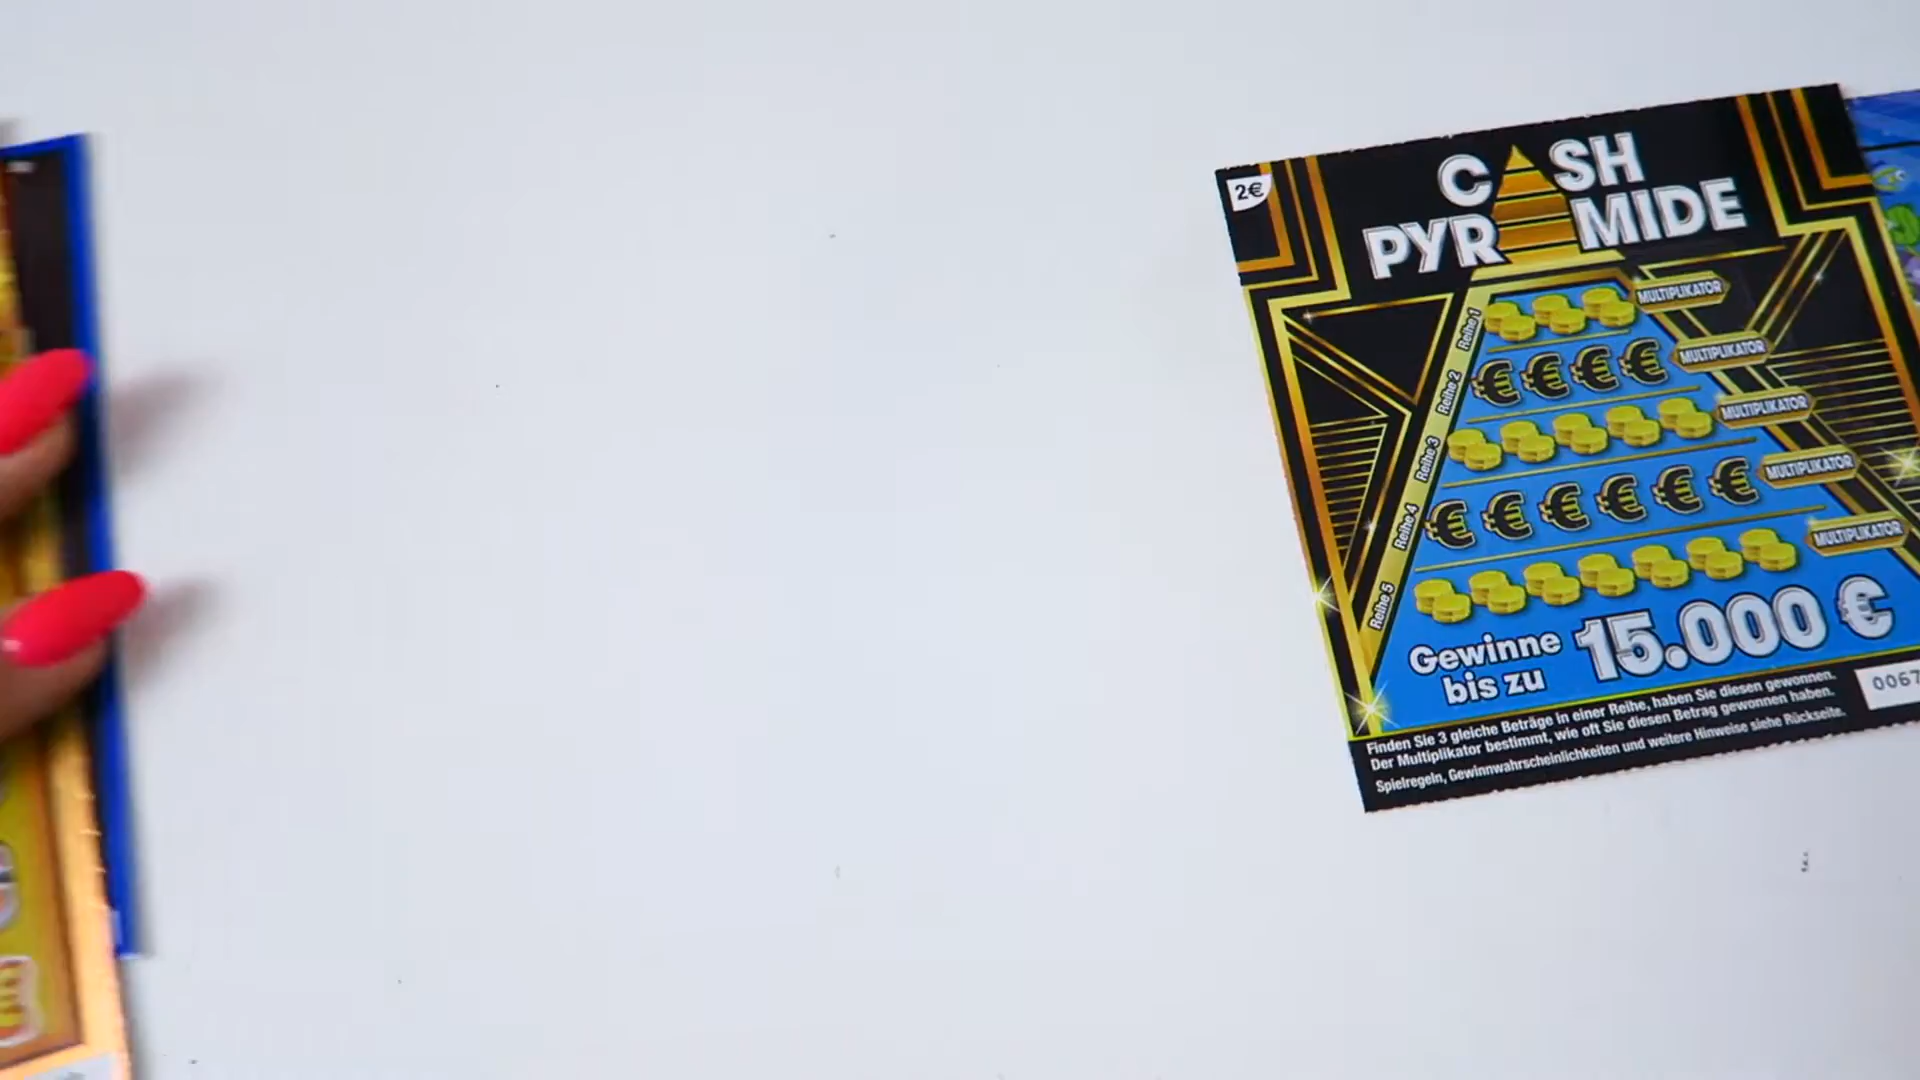 2€
CASH
PYRAMIDE
Reihe 1
MULTIPLIKATOR
Reihe 2
MULTIPLIKATOR
Reihe 3
MULTIPLIKATOR
Reihe 4
MULTIPLIKATOR
Reihe 5
MULTIPLIKATOR
Gewinne
bis zu 15.000 €
Finden Sie 3 gleiche Beträge in einer Reihe, haben Sie diesen gewonnen.
Der Multiplikator bestimmt, wie oft Sie diesen Betrag gewonnen haben.
Spielregeln, Gewinnwahrscheinlichkeiten und weitere Hinweise siehe Rückseite.
0067